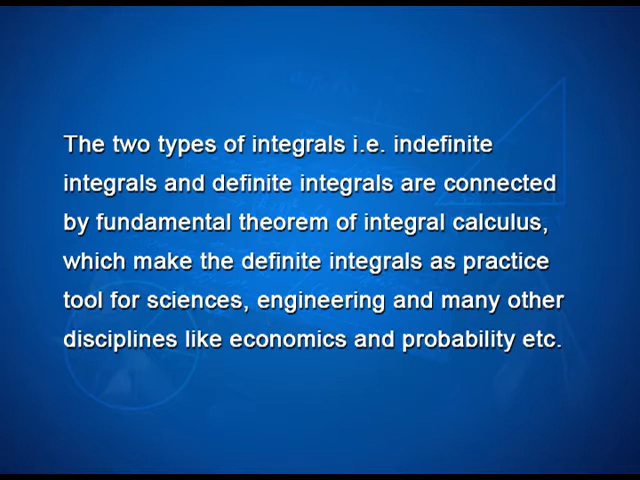 The two types of integrals i.e. indefinite
integrals and definite integrals are connected
by fundamental theorem of integral calculus,
which make the definite integrals as practice
tool for sciences, engineering and many other
disciplines like economics and probability etc.